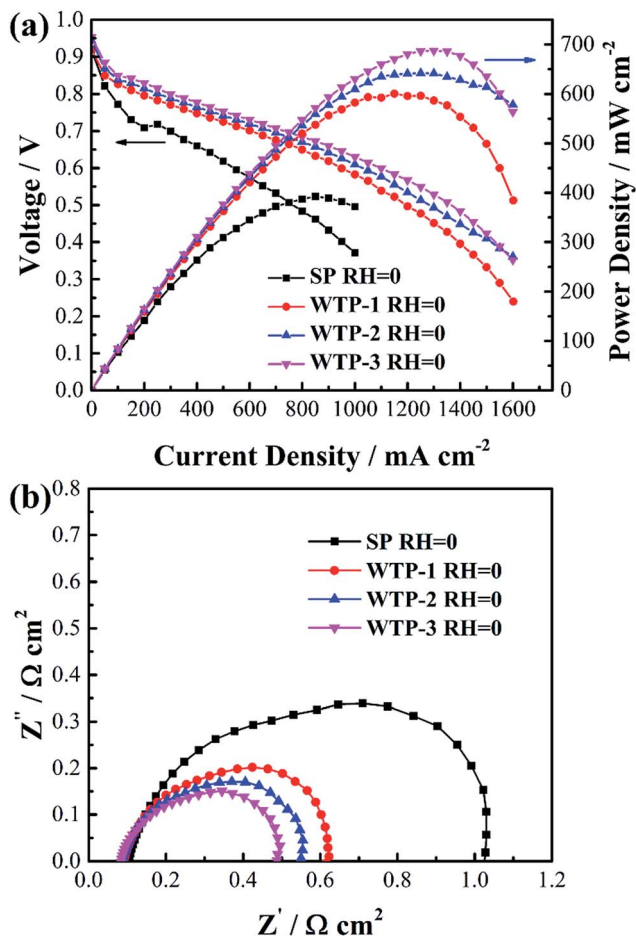 (a)
1.0
0.9
0.8
0.7
0.6
0.5
0.4
0.3
0.2
0.1
0.0
Voltage / V
700
600
500
400
300
200
100
0
Power Density / mW cm-2
SP RH=0
WTP-1 RH=0
WTP-2 RH=0
WTP-3 RH=0
0 200 400 600 800 1000 1200 1400 1600
Current Density / mA cm-2
(b)
0.8
0.7
0.6
0.5
0.4
0.3
0.2
0.1
0.0
Z'' / Ω cm2
SP RH=0
WTP-1 RH=0
WTP-2 RH=0
WTP-3 RH=0
0.0 0.2 0.4 0.6 0.8 1.0 1.2
Z' / Ω cm2